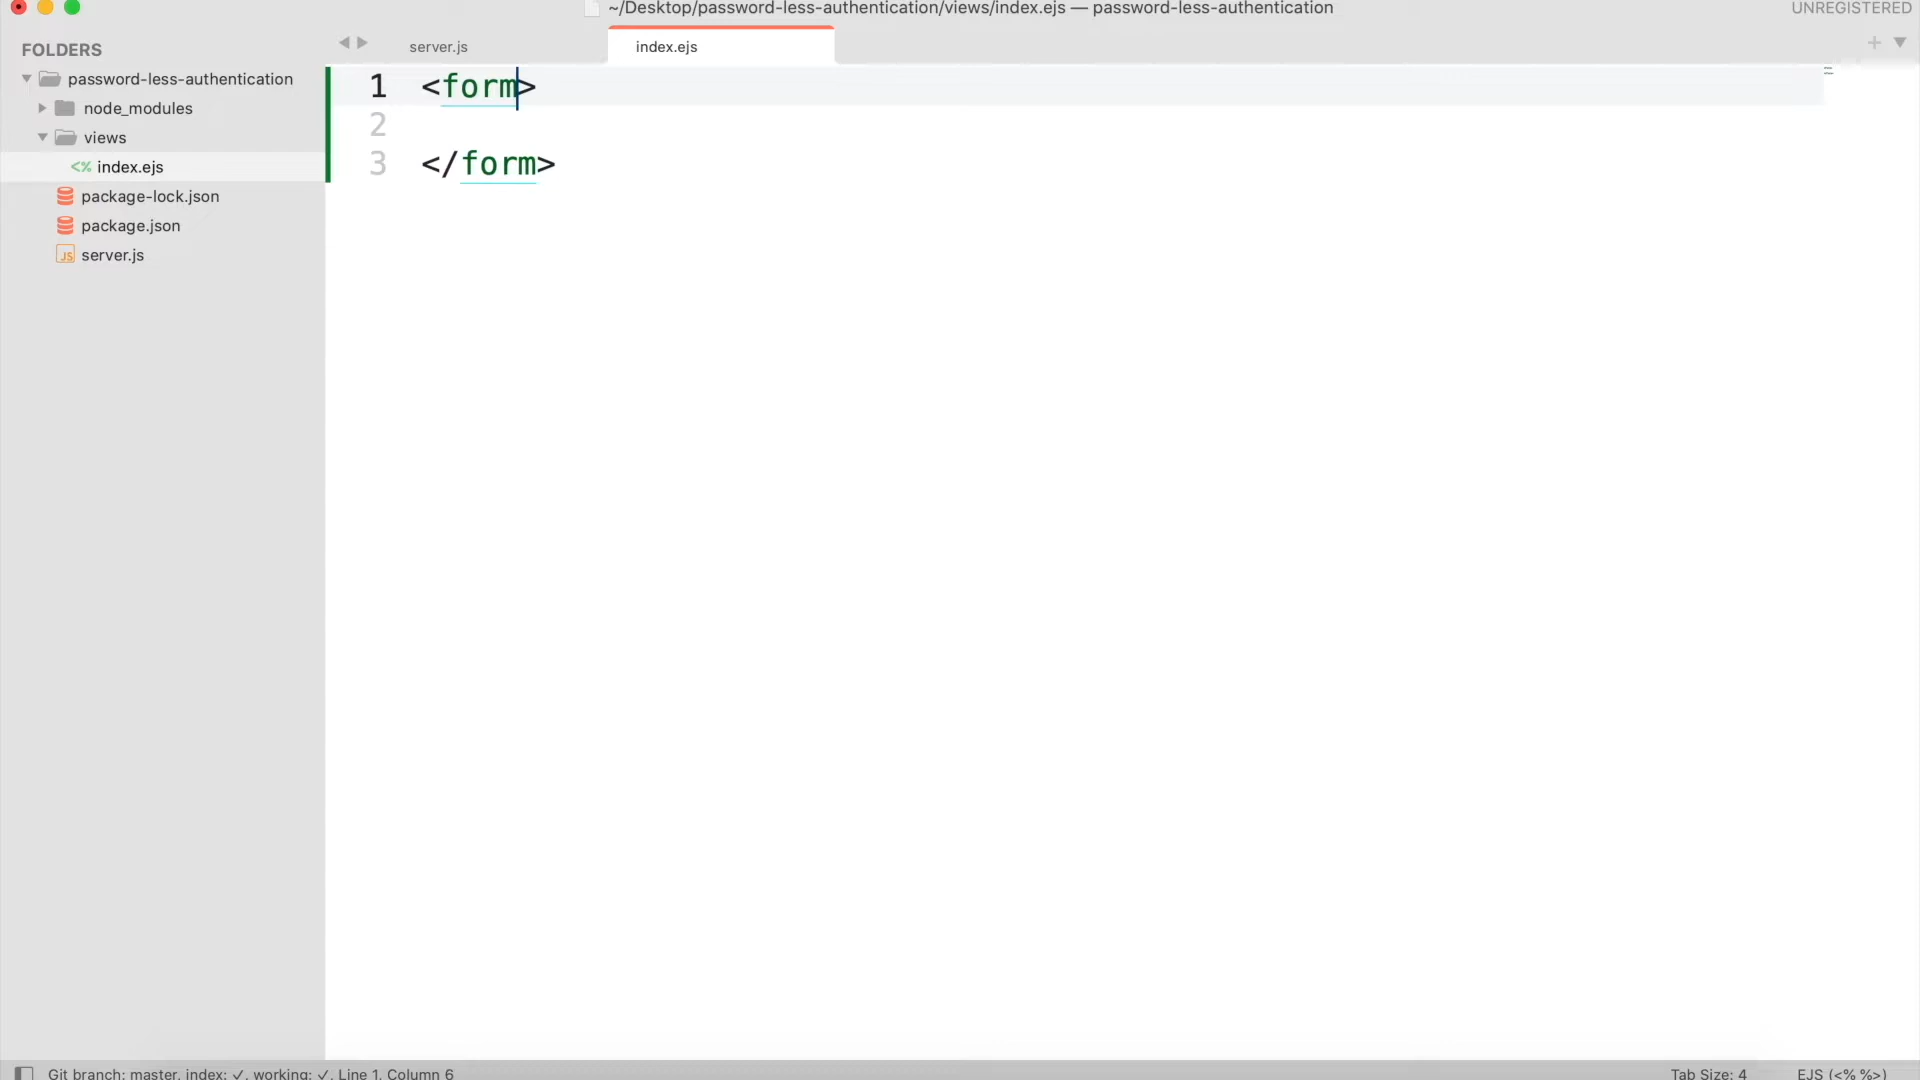 ~/Desktop/password-less-authentication/views/index.ejs — password-less-authentication
UNREGISTERED
FOLDERS
password-less-authentication
node_modules
views
<% index.ejs
package-lock.json
package.json
JS server.js
server.js
index.ejs
1 <form>
2
3 </form>
Git branch: master, index: ✓, working: ✓, Line 1, Column 6
Tab Size: 4
EJS (<% %>)